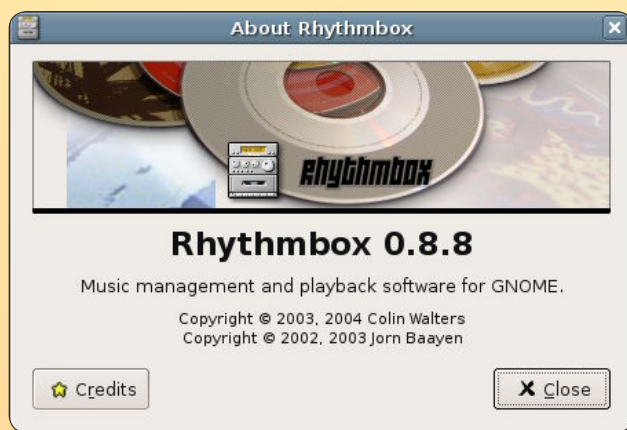 About Rhythmbox
Rhythmbox
Rhythmbox 0.8.8
Music management and playback software for GNOME.
Copyright © 2003, 2004 Colin Walters
Copyright © 2002, 2003 Jorn Baayen
Credits
Close